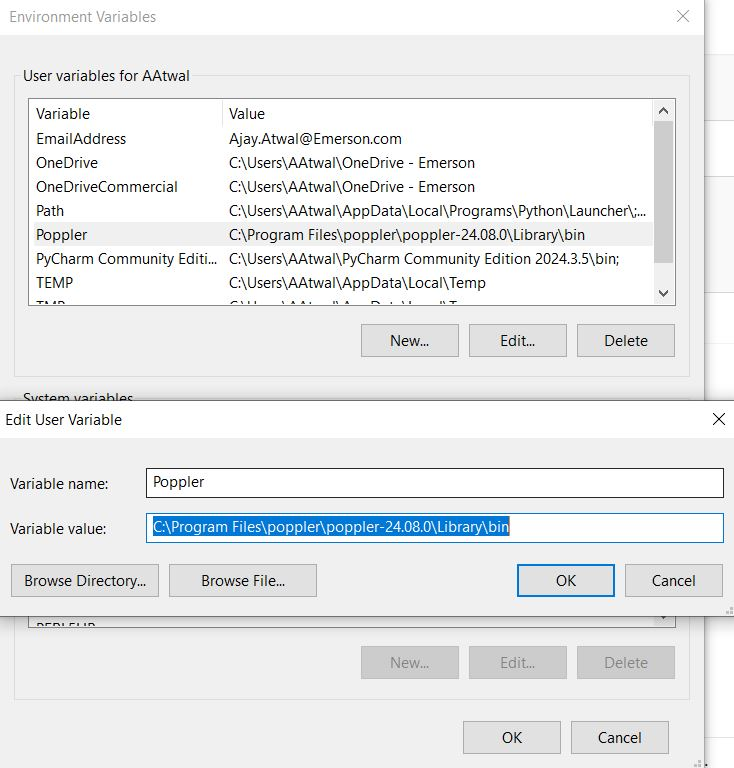 Environment Variables
User variables for AAtwal
Variable Value
EmailAddress Ajay.Atwal@Emerson.com
OneDrive C:\Users\AAtwal\OneDrive - Emerson
OneDriveCommercial C:\Users\AAtwal\OneDrive - Emerson
Path C:\Users\AAtwal\AppData\Local\Programs\Python\Launcher\;...
Poppler C:\Program Files\poppler\poppler-24.08.0\Library\bin
PyCharm Community Editi... C:\Users\AAtwal\PyCharm Community Edition 2024.3.5\bin;
TEMP C:\Users\AAtwal\AppData\Local\Temp
New... Edit... Delete
System variables
Edit User Variable
Variable name: Poppler
Variable value: C:\Program Files\poppler\poppler-24.08.0\Library\bin
Browse Directory... Browse File... OK Cancel
New... Edit... Delete
OK Cancel